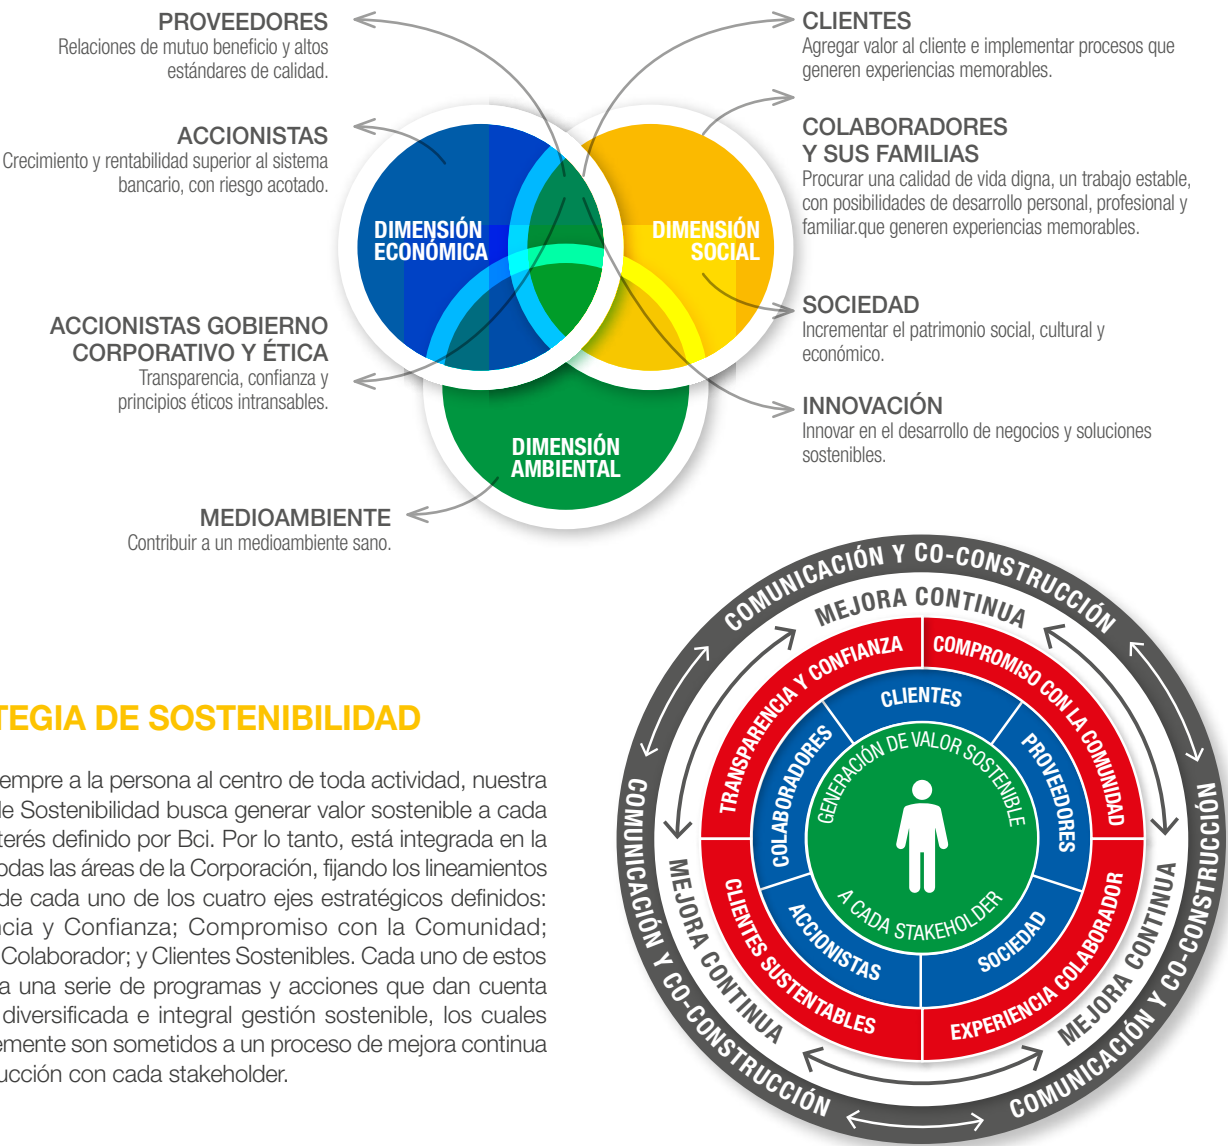 PROVEEDORES
Relaciones de mutuo beneficio y altos
estándares de calidad.
ACCIONISTAS
Crecimiento y rentabilidad superior al sistema
bancario, con riesgo acotado.
ACCIONISTAS GOBIERNO
CORPORATIVO Y ÉTICA
Transparencia, confianza y
principios éticos intransables.
MEDIOAMBIENTE
Contribuir a un medioambiente sano.
DIMENSIÓN
ECONÓMICA
DIMENSIÓN
SOCIAL
DIMENSIÓN
AMBIENTAL
CLIENTES
Agregar valor al cliente e implementar procesos que
generen experiencias memorables.
COLABORADORES
Y SUS FAMILIAS
Procurar una calidad de vida digna, un trabajo estable,
con posibilidades de desarrollo personal, profesional y
familiar.que generen experiencias memorables.
SOCIEDAD
Incrementar el patrimonio social, cultural y
económico.
INNOVACIÓN
Innovar en el desarrollo de negocios y soluciones
sostenibles.
TEGIA DE SOSTENIBILIDAD
empre a la persona al centro de toda actividad, nuestra
de Sostenibilidad busca generar valor sostenible a cada
terés definido por Bci. Por lo tanto, está integrada en la
odas las áreas de la Corporación, fijando los lineamientos
de cada uno de los cuatro ejes estratégicos definidos:
ncia y Confianza; Compromiso con la Comunidad;
Colaborador; y Clientes Sostenibles. Cada uno de estos
a una serie de programas y acciones que dan cuenta
diversificada e integral gestión sostenible, los cuales
emente son sometidos a un proceso de mejora continua
ucción con cada stakeholder.
COMUNICACIÓN Y CO-CONSTRUCCIÓN
COMUNICACIÓN Y CO-CONSTRUCCIÓN
COMUNICACIÓN Y CO-CONSTRUCCIÓN
MEJORA CONTINUA
MEJORA CONTINUA
MEJORA CONTINUA
TRANSPARENCIA Y CONFIANZA
COMPROMISO CON LA COMUNIDAD
EXPERIENCIA COLABORADOR
CLIENTES SUSTENTABLES
CLIENTES
PROVEEDORES
SOCIEDAD
ACCIONISTAS
COLABORADORES
GENERACIÓN DE VALOR SOSTENIBLE
A CADA STAKEHOLDER